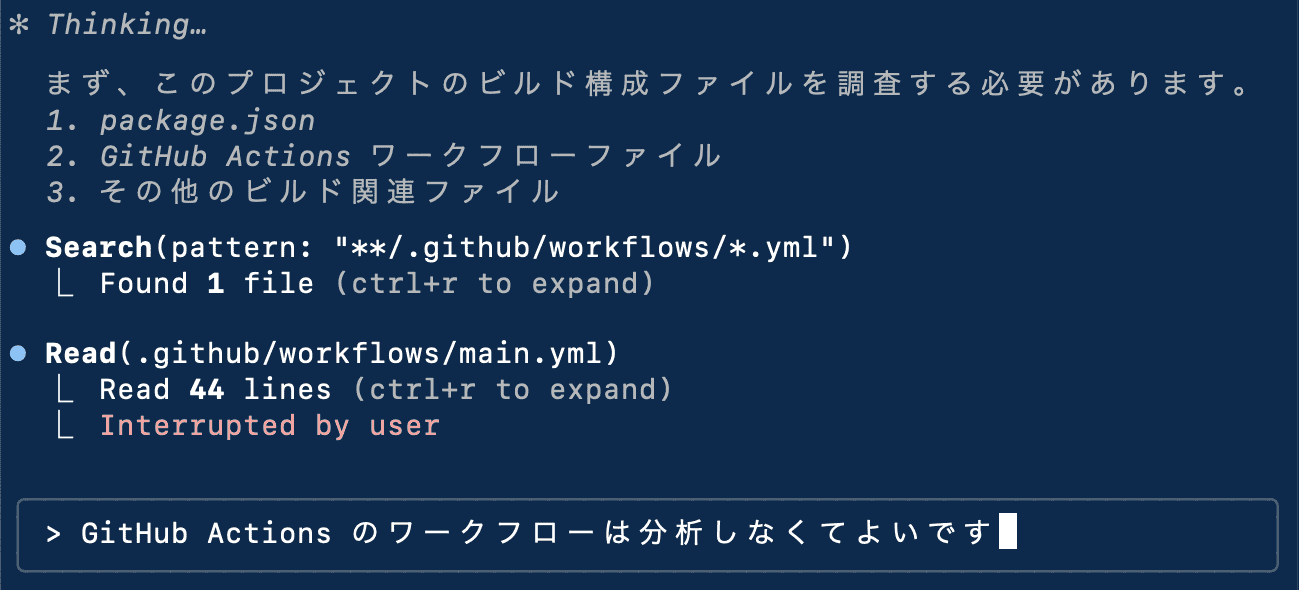 ✻ Thinking…
まず、このプロジェクトのビルド構成ファイルを調査する必要があります。
1. package.json
2. GitHub Actions ワークフローファイル
3. その他のビルド関連ファイル
● Search(pattern: "**/.github/workflows/*.yml")
⎿ Found 1 file (ctrl+r to expand)
● Read(.github/workflows/main.yml)
⎿ Read 44 lines (ctrl+r to expand)
⎿ Interrupted by user
> GitHub Actions のワークフローは分析しなくてよいです